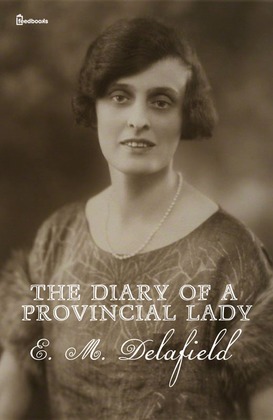 feedbooks
THE DIARY OF A
PROVINCIAL LADY
E. M. Delafield